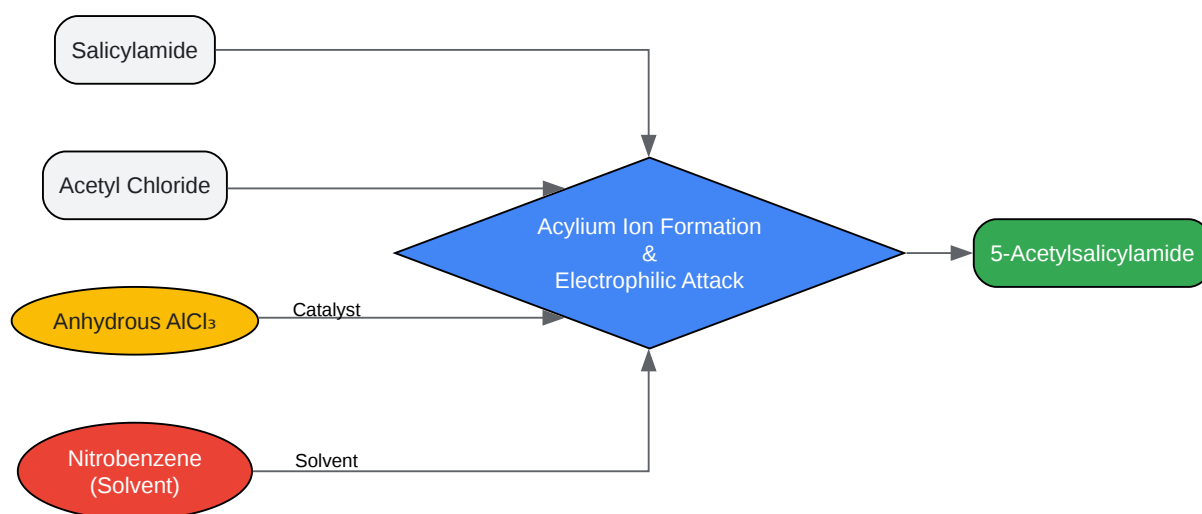 Salicylamide
Acetyl Chloride
Acylium Ion Formation
&
Electrophilic Attack
5-Acetylsalicylamide
Anhydrous AlCl₃
Catalyst
Nitrobenzene
(Solvent)
Solvent